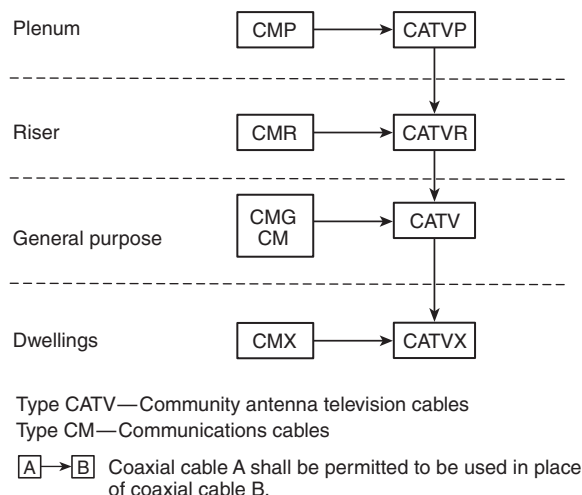 Plenum CMP CATVP
Riser CMR CATVR
CMG
General purpose CM CATV
Dwellings CMX CATVX
Type CATV—Community antenna television cables
Type CM—Communications cables
A B Coaxial cable A shall be permitted to be used in place
of coaxial cable B.